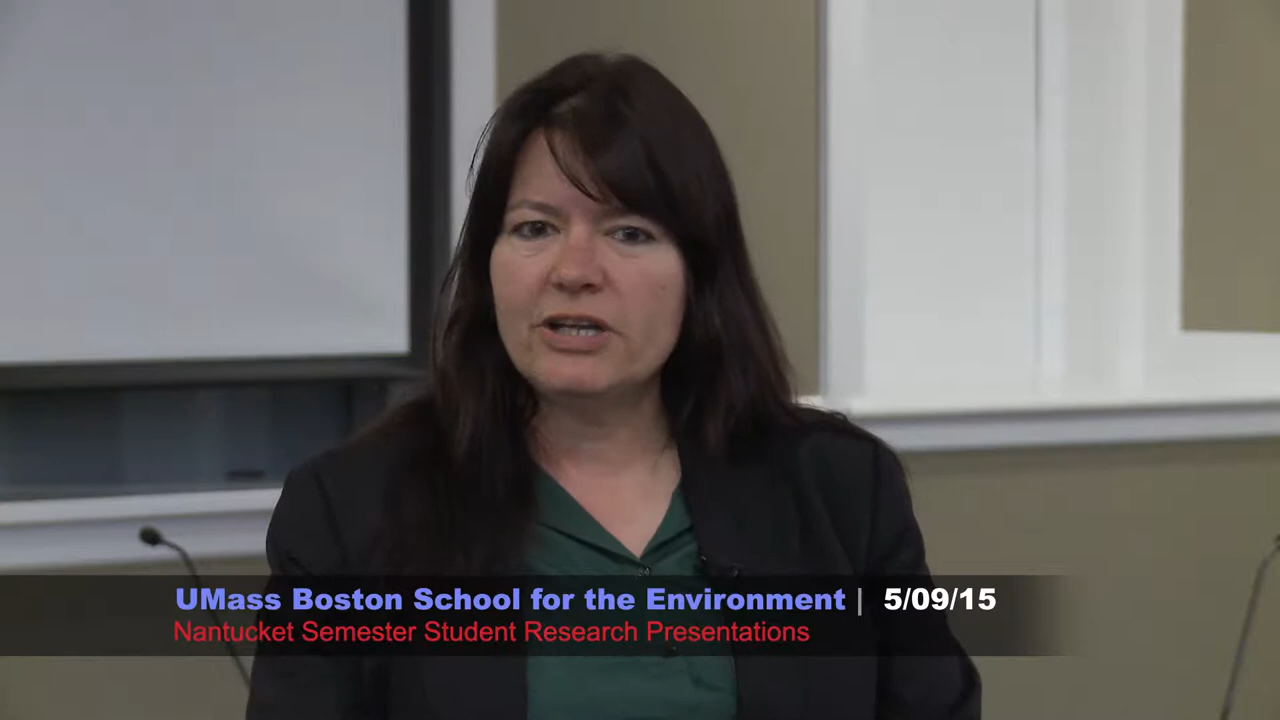 UMass Boston School for the Environment | 5/09/15
Nantucket Semester Student Research Presentations